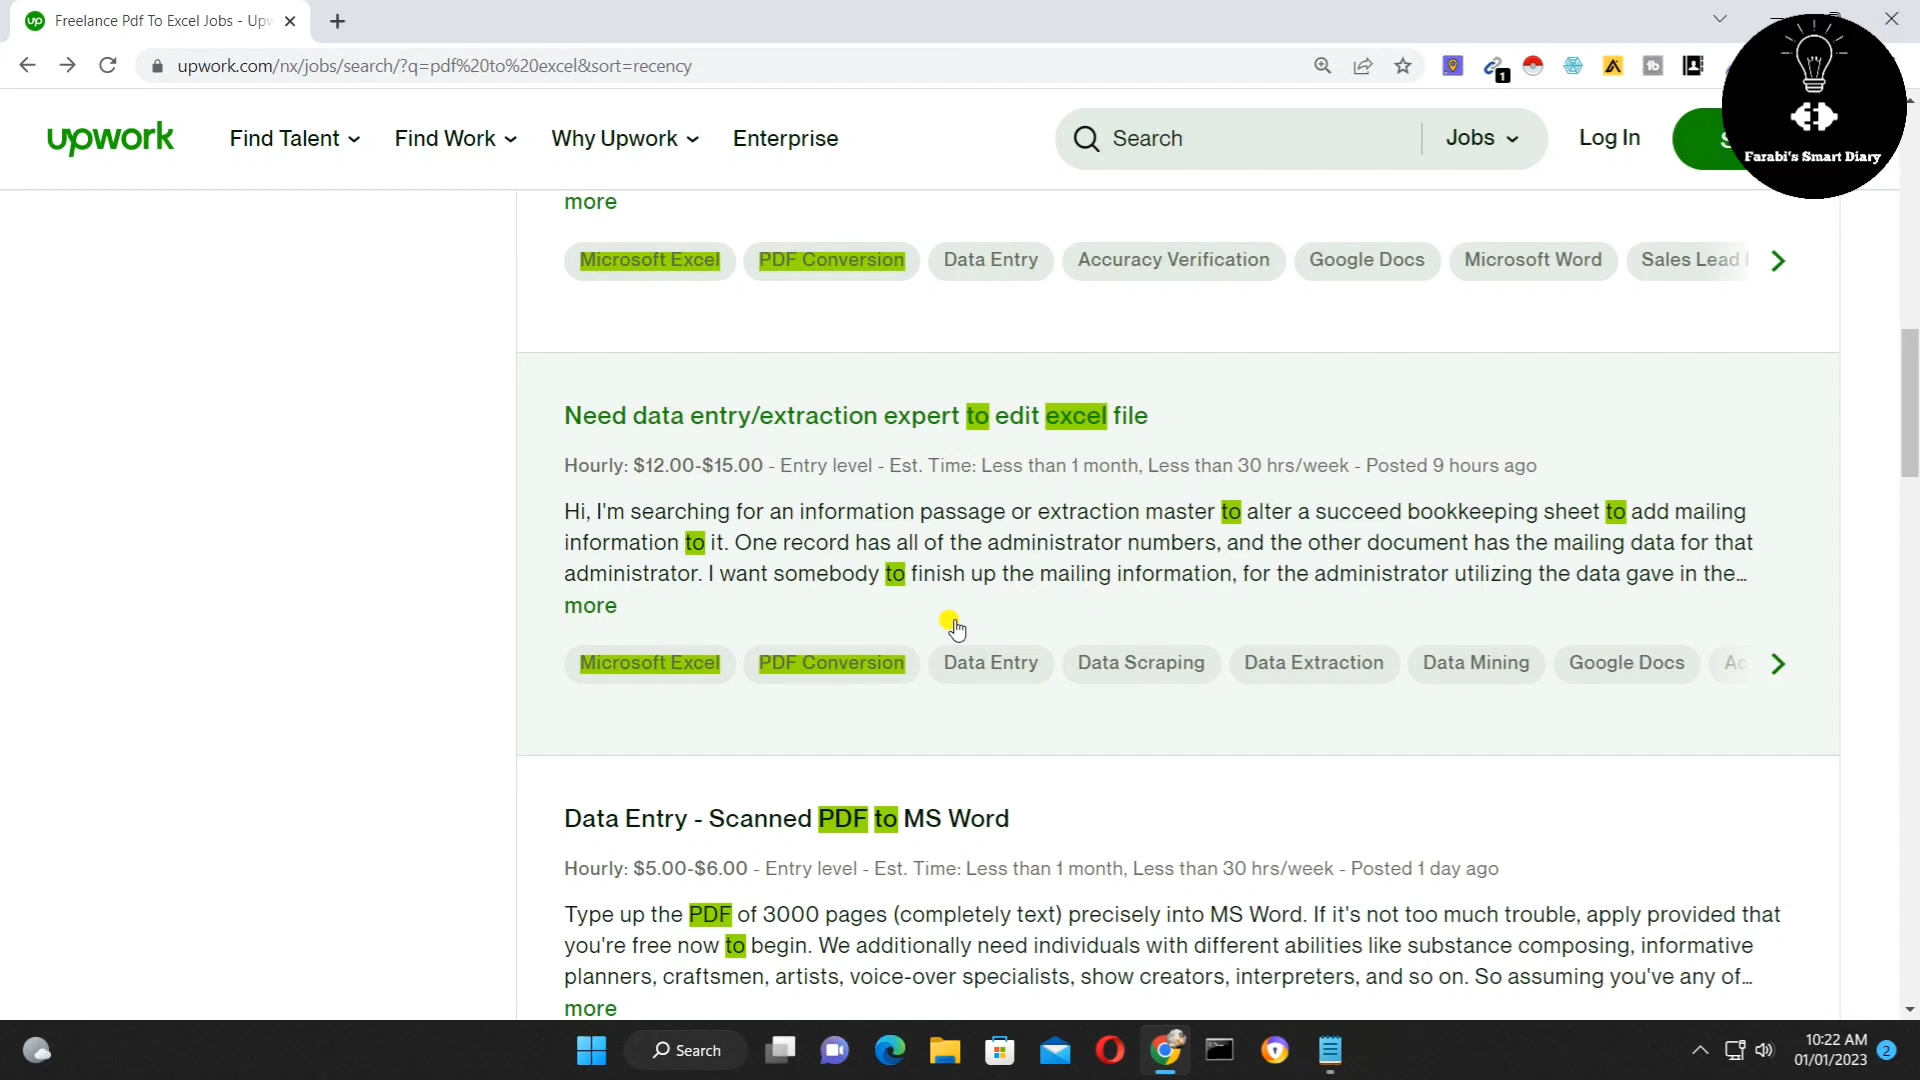 Freelance Pdf To Excel Jobs - Upw
upwork.com/nx/jobs/search/?q=pdf%20to%20excel&sort=recency
1
tb
upwork
Find Talent
Find Work
Why Upwork
Enterprise
Search
Jobs
Log In
S
Farabi's Smart Diary
more
Microsoft Excel
PDF Conversion
Data Entry
Accuracy Verification
Google Docs
Microsoft Word
Sales Lead
Need data entry/extraction expert to edit excel file
Hourly: $12.00-$15.00 - Entry level - Est. Time: Less than 1 month, Less than 30 hrs/week - Posted 9 hours ago
Hi, I'm searching for an information passage or extraction master to alter a succeed bookkeeping sheet to add mailing
information to it. One record has all of the administrator numbers, and the other document has the mailing data for that
administrator. I want somebody to finish up the mailing information, for the administrator utilizing the data gave in the…
more
Microsoft Excel
PDF Conversion
Data Entry
Data Scraping
Data Extraction
Data Mining
Google Docs
Ac
Data Entry - Scanned PDF to MS Word
Hourly: $5.00-$6.00 - Entry level - Est. Time: Less than 1 month, Less than 30 hrs/week - Posted 1 day ago
Type up the PDF of 3000 pages (completely text) precisely into MS Word. If it's not too much trouble, apply provided that
you're free now to begin. We additionally need individuals with different abilities like substance composing, informative
planners, craftsmen, artists, voice-over specialists, show creators, interpreters, and so on. So assuming you've any of…
more
Search
10:22 AM
01/01/2023
2